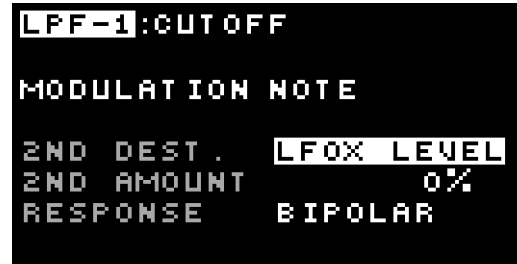 LPF-1:CUTOFF
MODULATION NOTE
2ND DEST. LFOX LEVEL
2ND AMOUNT 0%
RESPONSE BIPOLAR